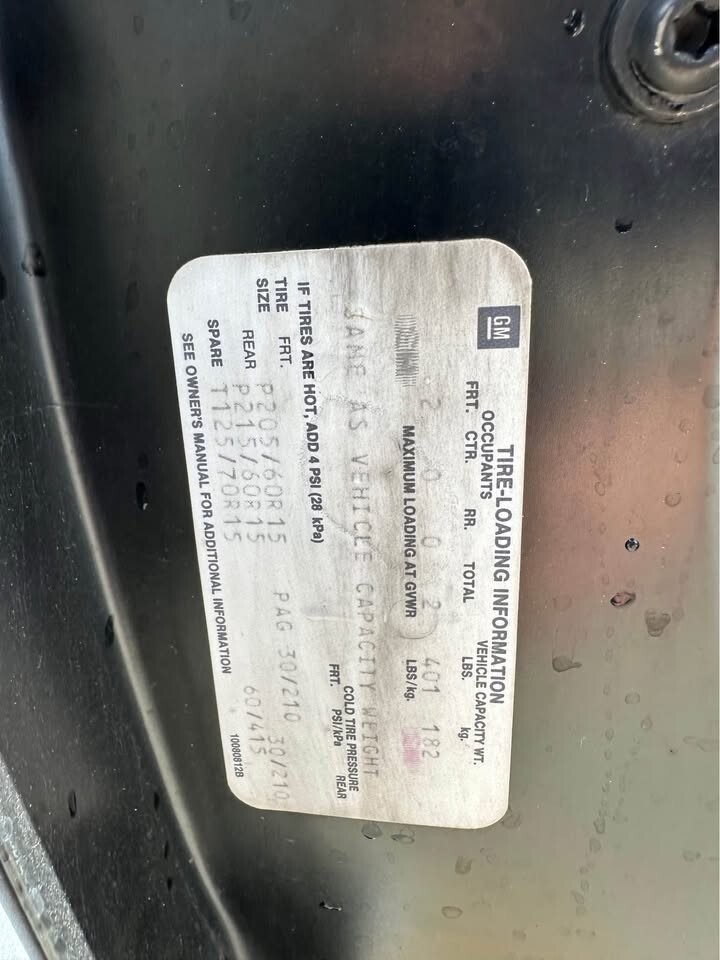 GM
TIRE-LOADING INFORMATION
OCCUPANTS VEHICLE CAPACITY WT.
FRT. CTR. RR. TOTAL LBS. kg.
2 0 0 2 401 182
MAXIMUM LOADING AT GVWR LBS/kg.
SAME AS VEHICLE CAPACITY WEIGHT
COLD TIRE PRESSURE
IF TIRES ARE HOT, ADD 4 PSI (28 kPa) FRT. PSI/kPa REAR
TIRE FRT. P205/60R15 PAG 30/210 30/210
SIZE REAR P215/60R15
SPARE T125/70R15 60/415
SEE OWNER'S MANUAL FOR ADDITIONAL INFORMATION 10080812B